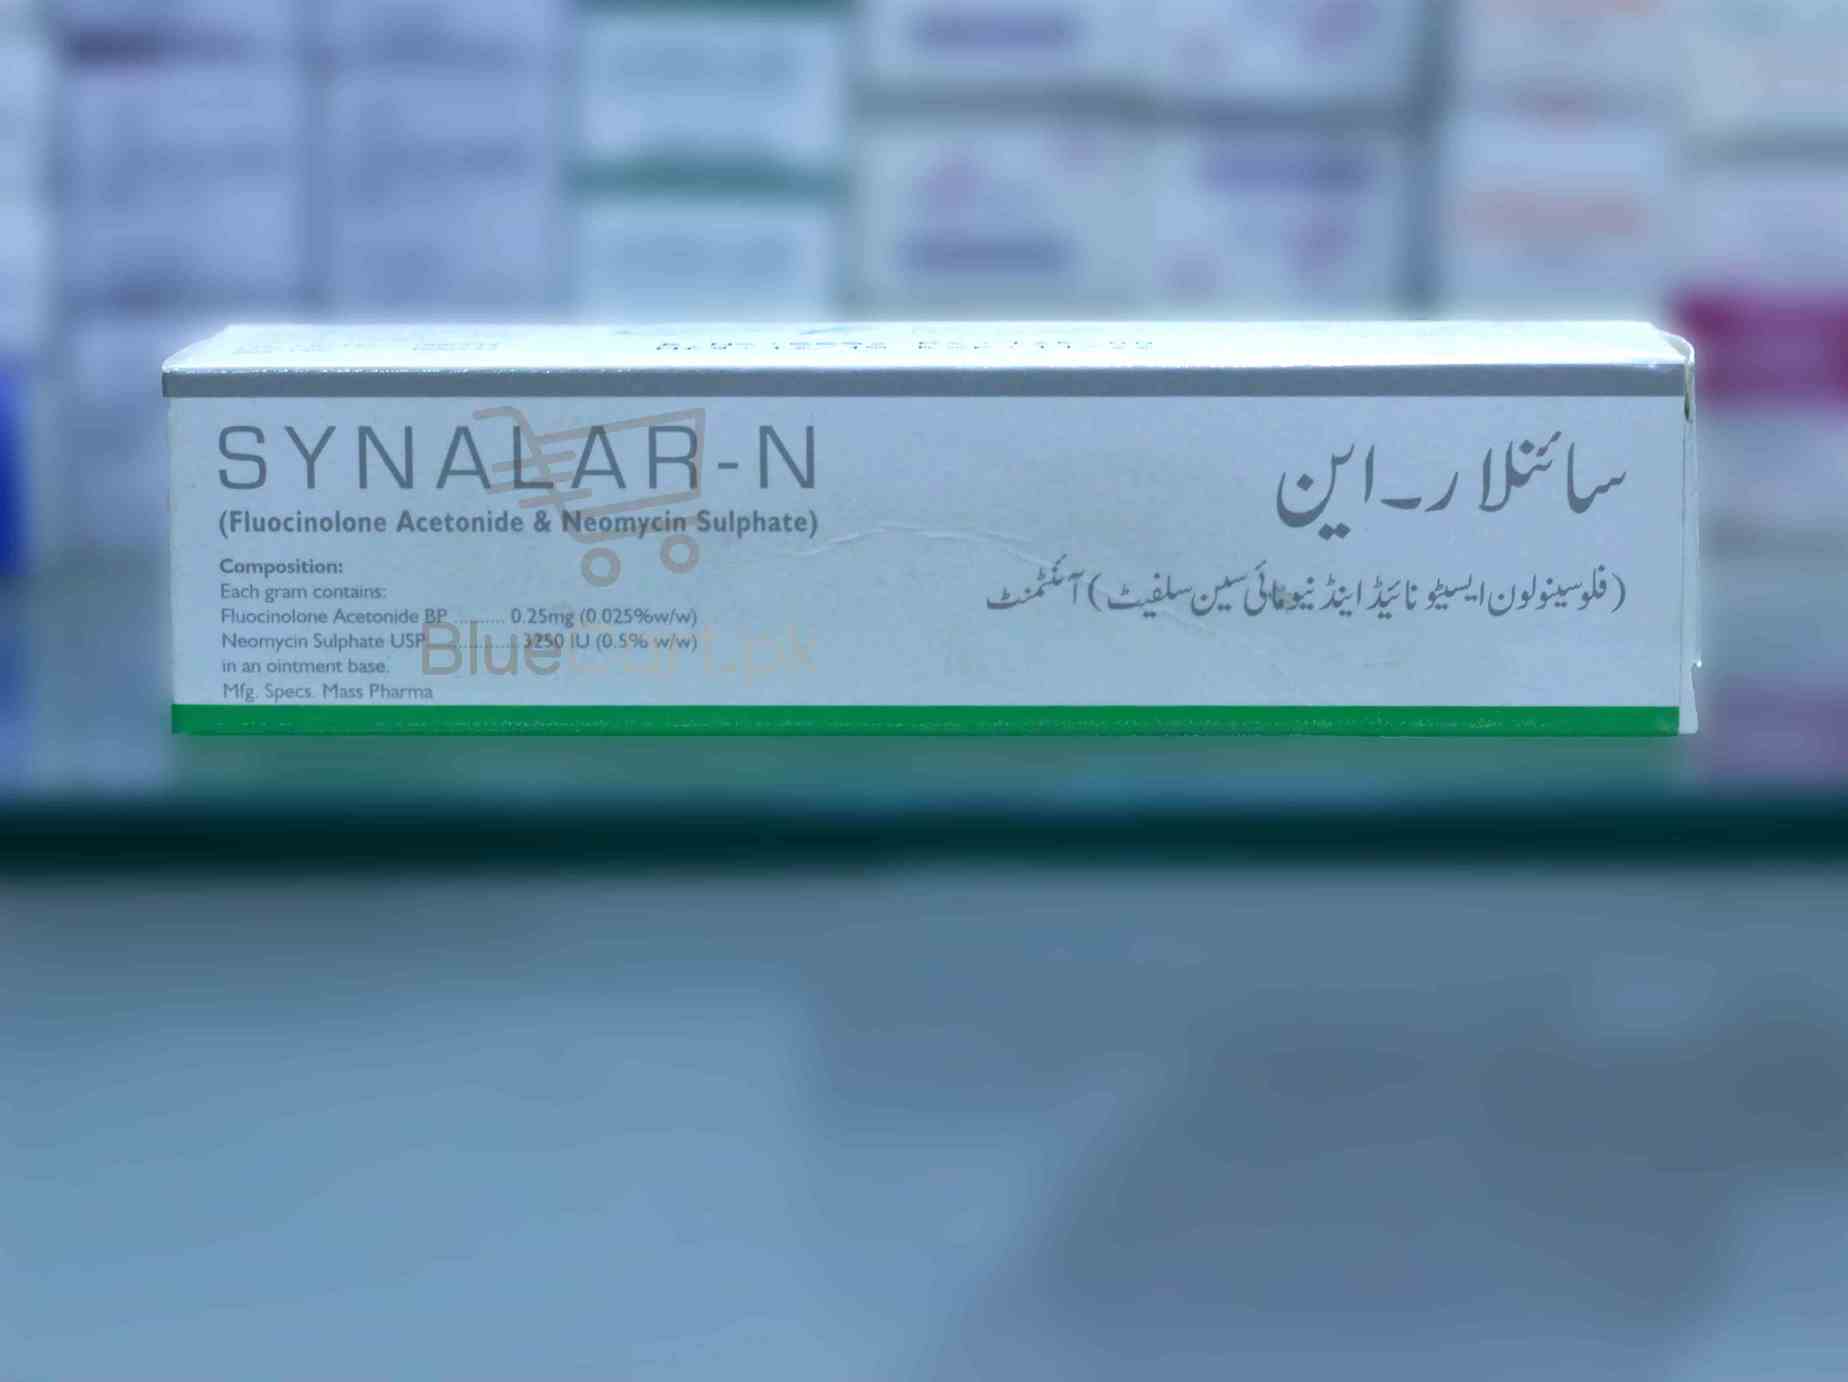 SYNALAR-N
(Fluocinolone Acetonide & Neomycin Sulphate)
Composition:
Each gram contains:
Fluocinolone Acetonide BP .......... 0.25mg (0.025%w/w)
Neomycin Sulphate USP ................ 3250 IU (0.5% w/w)
in an ointment base.
Mfg. Specs. Mass Pharma
سائنلار۔این
(فلوسینولون ایسیٹونائیڈ اینڈ نیومائی سین سلفیٹ) آئنٹمنٹ
BlueCart.pk